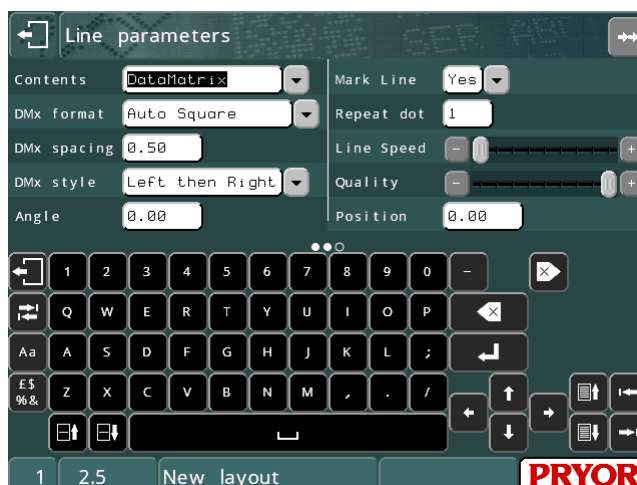 Line parameters
SER ABC
Contents DataMatrix Mark Line Yes
DMx format Auto Square Repeat dot 1
DMx spacing 0.50 Line Speed - +
DMx style Left then Right Quality - +
Angle 0.00 Position 0.00
1 2 3 4 5 6 7 8 9 0 -
Q W E R T Y U I O P
Aa A S D F G H J K L ;
£$
%& Z X C V B N M , . /
1 2.5 New layout PRYOR